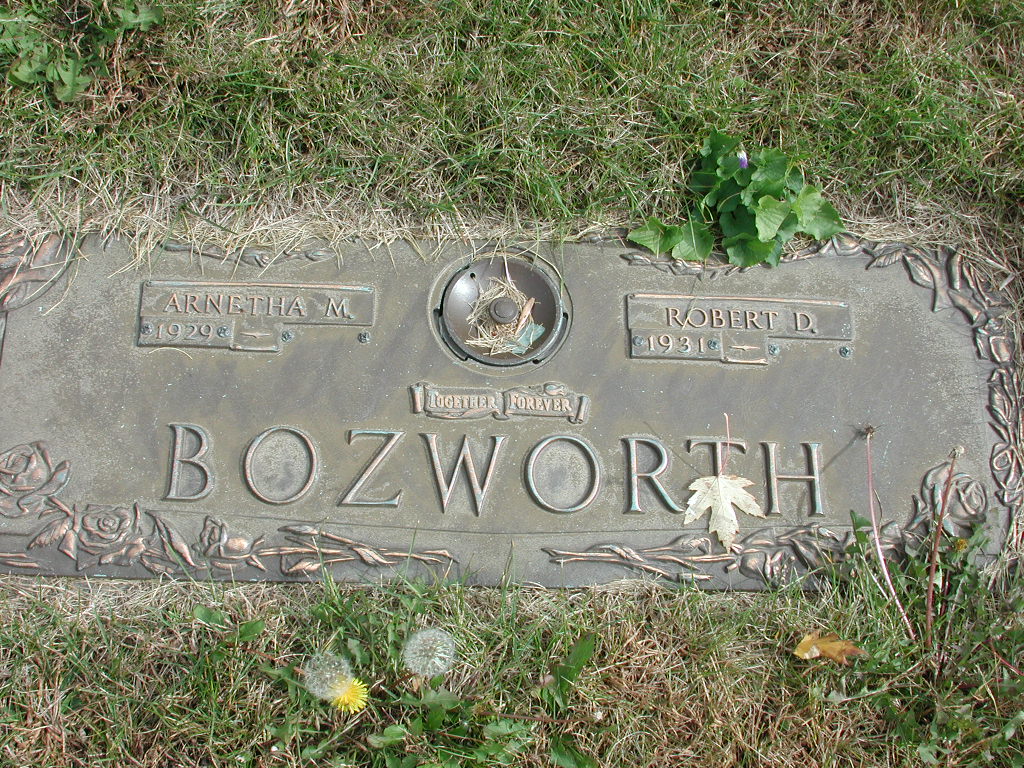 ARNETHA M.
1929
ROBERT D.
1931
TOGETHER FOREVER
BOZWORTH